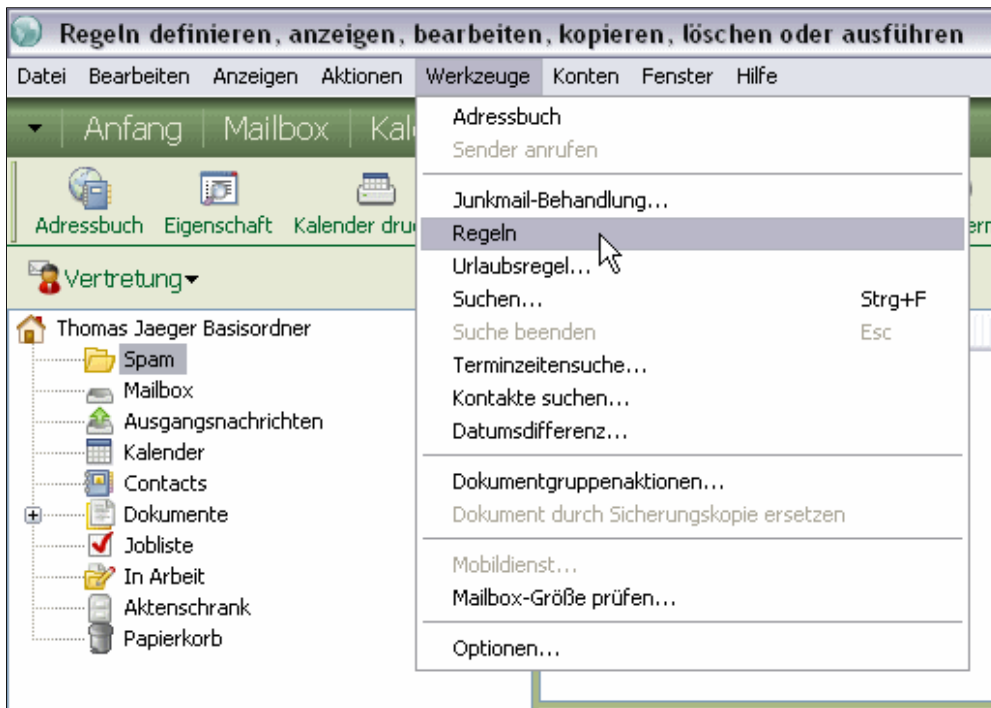 Regeln definieren, anzeigen, bearbeiten, kopieren, löschen oder ausführen
Datei Bearbeiten Anzeigen Aktionen Werkzeuge Konten Fenster Hilfe
Anfang Mailbox
Adressbuch Eigenschaft Kalender
Vertretung
Thomas Jaeger Basisordner
Spam
Mailbox
Ausgangsnachrichten
Kalender
Contacts
Dokumente
Jobliste
In Arbeit
Aktenschrank
Papierkorb
Adressbuch
Sender anrufen
Junkmail-Behandlung...
Regeln
Urlaubsregel...
Suchen... Strg+F
Suche beenden Esc
Terminzeitensuche...
Kontakte suchen...
Datumsdifferenz...
Dokumentgruppenaktionen...
Dokument durch Sicherungskopie ersetzen
Mobildienst...
Mailbox-Größe prüfen...
Optionen...